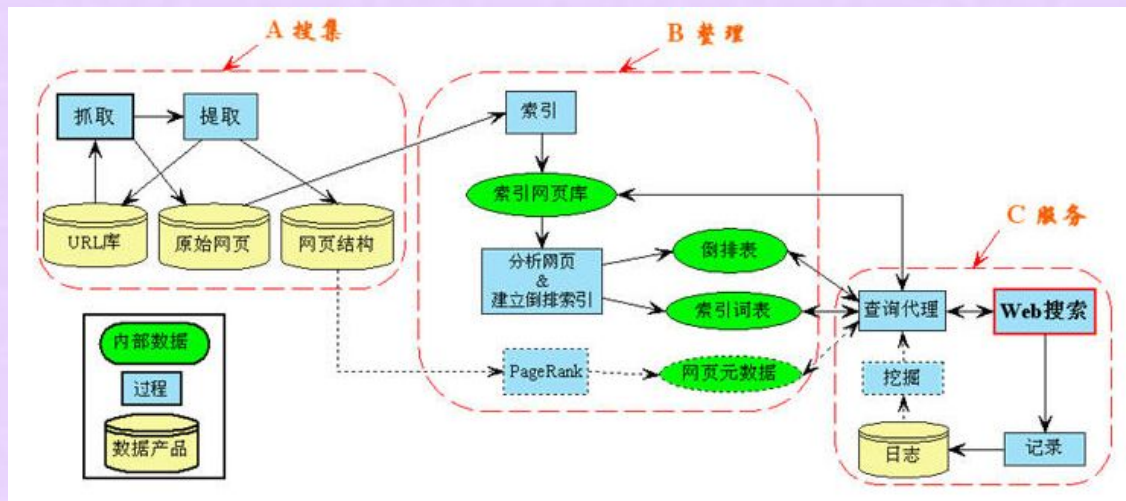 A 搜集
B 整理
抓取
提取
索引
索引网页库
URL库
原始网页
网页结构
分析网页
&
建立倒排索引
倒排表
索引词表
PageRank
网页元数据
C 服务
查询代理
Web搜索
挖掘
日志
记录
内部数据
过程
数据产品